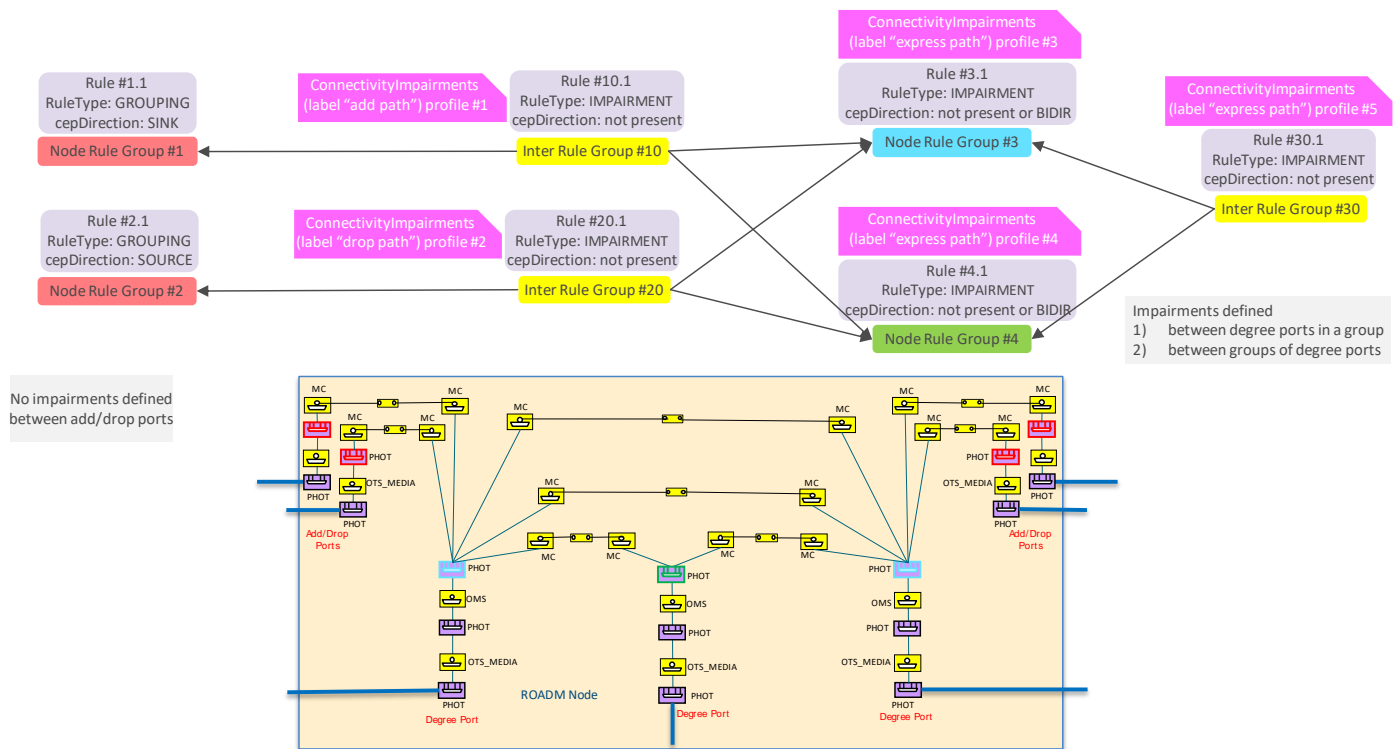 ConnectivityImpairments
(label “express path”) profile #3
Rule #1.1
RuleType: GROUPING
cepDirection: SINK
Node Rule Group #1
ConnectivityImpairments
(label “add path”) profile #1
Rule #10.1
RuleType: IMPAIRMENT
cepDirection: not present
Inter Rule Group #10
Rule #3.1
RuleType: IMPAIRMENT
cepDirection: not present or BIDIR
Node Rule Group #3
ConnectivityImpairments
(label “express path”) profile #5
Rule #30.1
RuleType: IMPAIRMENT
cepDirection: not present
Inter Rule Group #30
Rule #2.1
RuleType: GROUPING
cepDirection: SOURCE
Node Rule Group #2
ConnectivityImpairments
(label “drop path”) profile #2
Rule #20.1
RuleType: IMPAIRMENT
cepDirection: not present
Inter Rule Group #20
ConnectivityImpairments
(label “express path”) profile #4
Rule #4.1
RuleType: IMPAIRMENT
cepDirection: not present or BIDIR
Node Rule Group #4
Impairments defined
1) between degree ports in a group
2) between groups of degree ports
No impairments defined
between add/drop ports
MC
MC
MC
MC
PHOT
OTS_MEDIA
PHOT
PHOT
Add/Drop
Ports
MC
MC
MC
MC
MC
MC
MC
MC
MC
MC
MC
MC
PHOT
OTS_MEDIA
PHOT
PHOT
Add/Drop
Ports
PHOT
OMS
PHOT
OTS_MEDIA
PHOT
Degree Port
PHOT
OMS
PHOT
OTS_MEDIA
PHOT
Degree Port
PHOT
OMS
PHOT
OTS_MEDIA
PHOT
Degree Port
ROADM Node